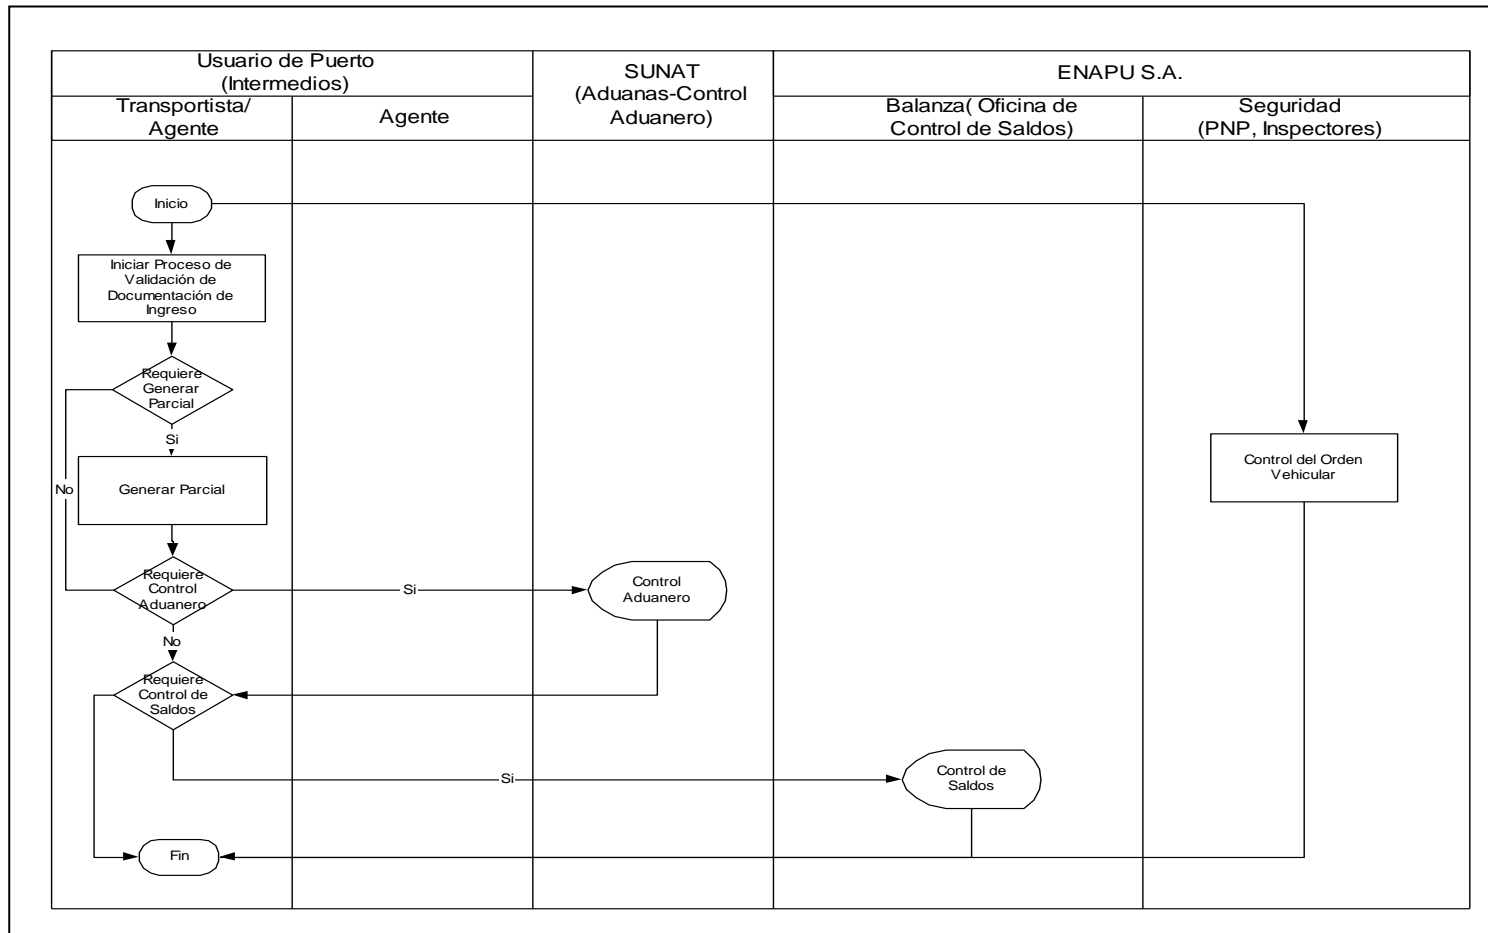 Usuario de Puerto
(Intermedios)
SUNAT
(Aduanas-Control
Aduanero)
ENAPU S.A.
Transportista/
Agente
Agente
Balanza( Oficina de
Control de Saldos)
Seguridad
(PNP, Inspectores)
Inicio
Iniciar Proceso de
Validación de
Documentación de
Ingreso
Requiere
Generar
Parcial
Si
No
Generar Parcial
Control del Orden
Vehicular
Requiere
Control
Aduanero
Si
Control
Aduanero
No
Requiere
Control de
Saldos
Si
Control de
Saldos
Fin